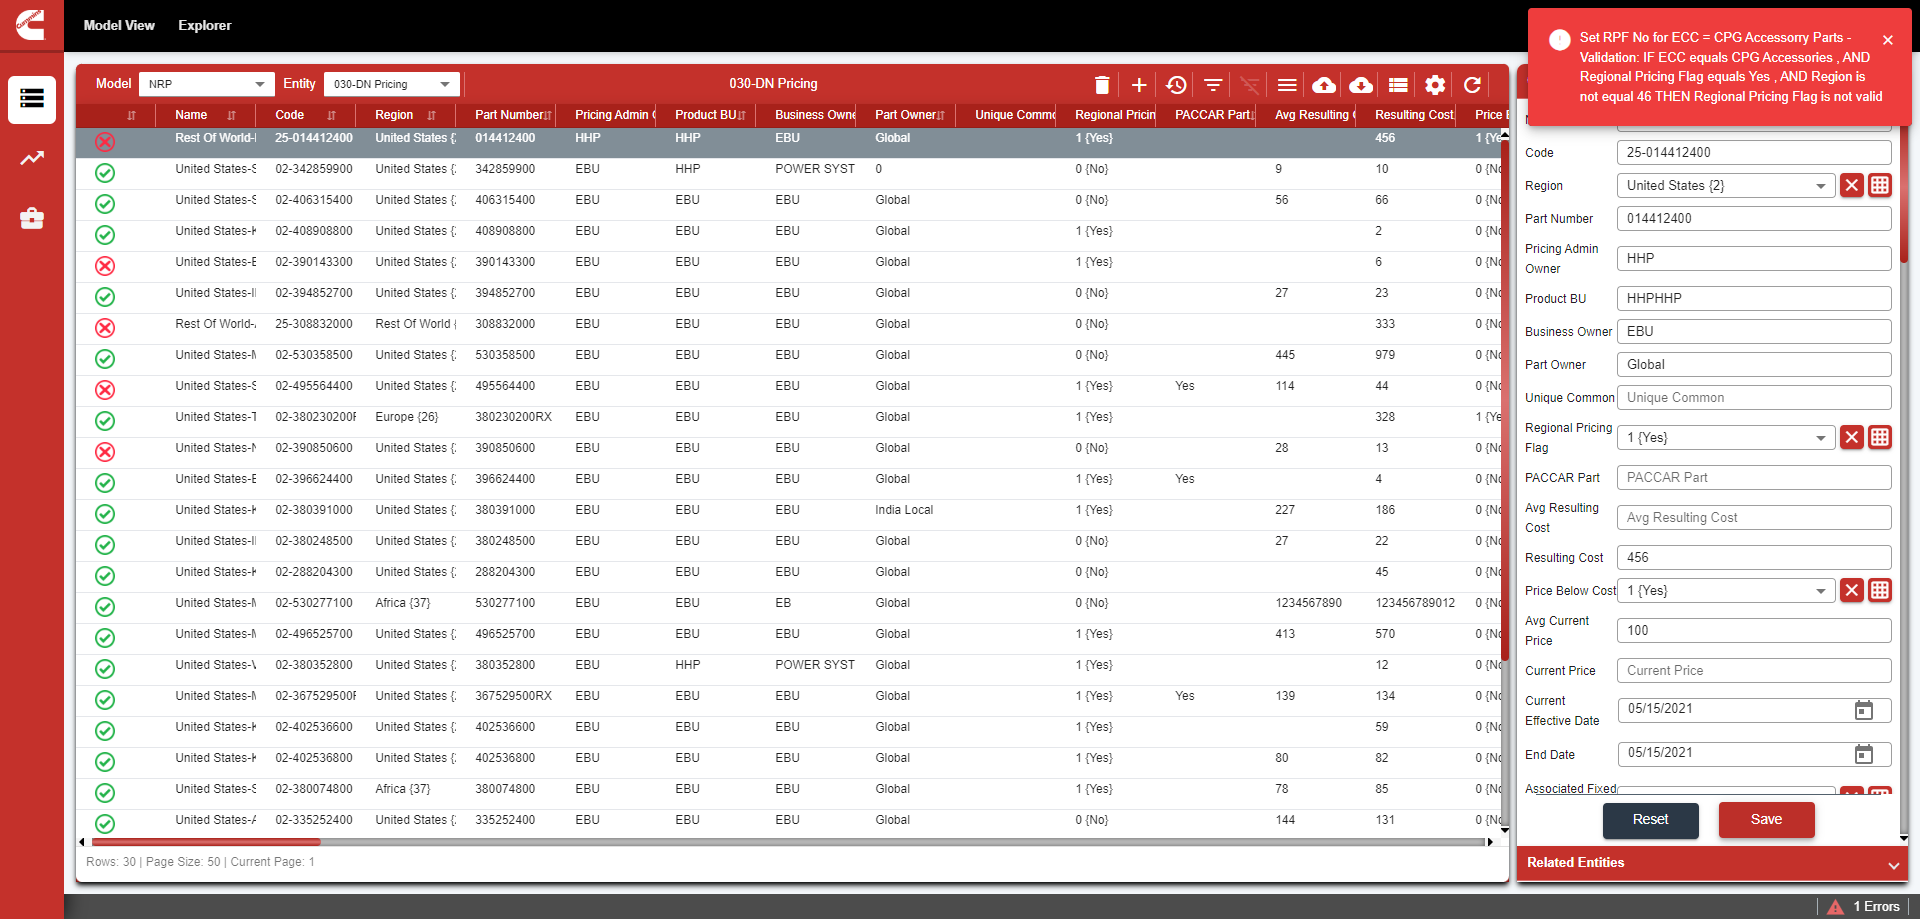 Cummins
Model View
Explorer
Set RPF No for ECC = CPG Accessorry Parts -
Validation: IF ECC equals CPG Accessories , AND
Regional Pricing Flag equals Yes , AND Region is
not equal 46 THEN Regional Pricing Flag is not valid
Model NRP Entity 030-DN Pricing
030-DN Pricing
Name Code Region Part Number Pricing Admin Product BU Business Owne Part Owner Unique Commo Regional Pricin PACCAR Part Avg Resulting Resulting Cost Price
Rest Of World- 25-014412400 United States {2 014412400 HHP HHP EBU Global 1 {Yes} 456 1 {Ye
United States-S 02-342859900 United States {2 342859900 EBU HHP POWER SYST 0 0 {No} 9 10 0 {No
United States-S 02-406315400 United States {2 406315400 EBU EBU EBU Global 0 {No} 56 66 0 {No
United States-K 02-408908800 United States {2 408908800 EBU EBU EBU Global 1 {Yes} 2 0 {No
United States-E 02-390143300 United States {2 390143300 EBU EBU EBU Global 1 {Yes} 6 0 {No
United States-I 02-394852700 United States {2 394852700 EBU EBU EBU Global 0 {No} 27 23 0 {No
Rest Of World- 25-308832000 Rest Of World { 308832000 EBU EBU EBU Global 0 {No} 333 0 {No
United States-M 02-530358500 United States {2 530358500 EBU EBU EBU Global 0 {No} 445 979 0 {No
United States-S 02-495564400 United States {2 495564400 EBU EBU EBU Global 1 {Yes} Yes 114 44 0 {No
United States-T 02-380230200F Europe {26} 380230200RX EBU EBU EBU Global 1 {Yes} 328 1 {Ye
United States-N 02-390850600 United States {2 390850600 EBU EBU EBU Global 0 {No} 28 13 0 {No
United States-E 02-396624400 United States {2 396624400 EBU EBU EBU Global 1 {Yes} Yes 4 0 {No
United States-K 02-380391000 United States {2 380391000 EBU EBU EBU India Local 1 {Yes} 227 186 0 {No
United States-I 02-380248500 United States {2 380248500 EBU EBU EBU Global 0 {No} 27 22 0 {No
United States-K 02-288204300 United States {2 288204300 EBU EBU EBU Global 1 {Yes} 45 0 {No
United States-M 02-530277100 Africa {37} 530277100 EBU EBU EB Global 0 {No} 1234567890 123456789012 0 {No
United States-M 02-496525700 United States {2 496525700 EBU EBU EBU Global 1 {Yes} 413 570 0 {No
United States-V 02-380352800 United States {2 380352800 EBU HHP POWER SYST Global 1 {Yes} 12 0 {No
United States-M 02-367529500F United States {2 367529500RX EBU EBU EBU Global 1 {Yes} Yes 139 134 0 {No
United States-K 02-402536600 United States {2 402536600 EBU EBU EBU Global 1 {Yes} 59 0 {No
United States-K 02-402536800 United States {2 402536800 EBU EBU EBU Global 1 {Yes} 80 82 0 {No
United States-S 02-380074800 Africa {37} 380074800 EBU EBU EBU Global 1 {Yes} 78 85 0 {No
United States-A 02-335252400 United States {2 335252400 EBU EBU EBU Global 0 {No} 144 131 0 {No
Rows: 30 | Page Size: 50 | Current Page: 1
Code 25-014412400
Region United States {2}
Part Number 014412400
Pricing Admin
Owner
HHP
Product BU HHPHHP
Business Owner EBU
Part Owner Global
Unique Common Unique Common
Regional Pricing
Flag
1 {Yes}
PACCAR Part PACCAR Part
Avg Resulting
Cost
Avg Resulting Cost
Resulting Cost 456
Price Below Cost 1 {Yes}
Avg Current
Price
100
Current Price Current Price
Current
Effective Date
05/15/2021
End Date 05/15/2021
Associated Fixed
Reset
Save
Related Entities
1 Errors